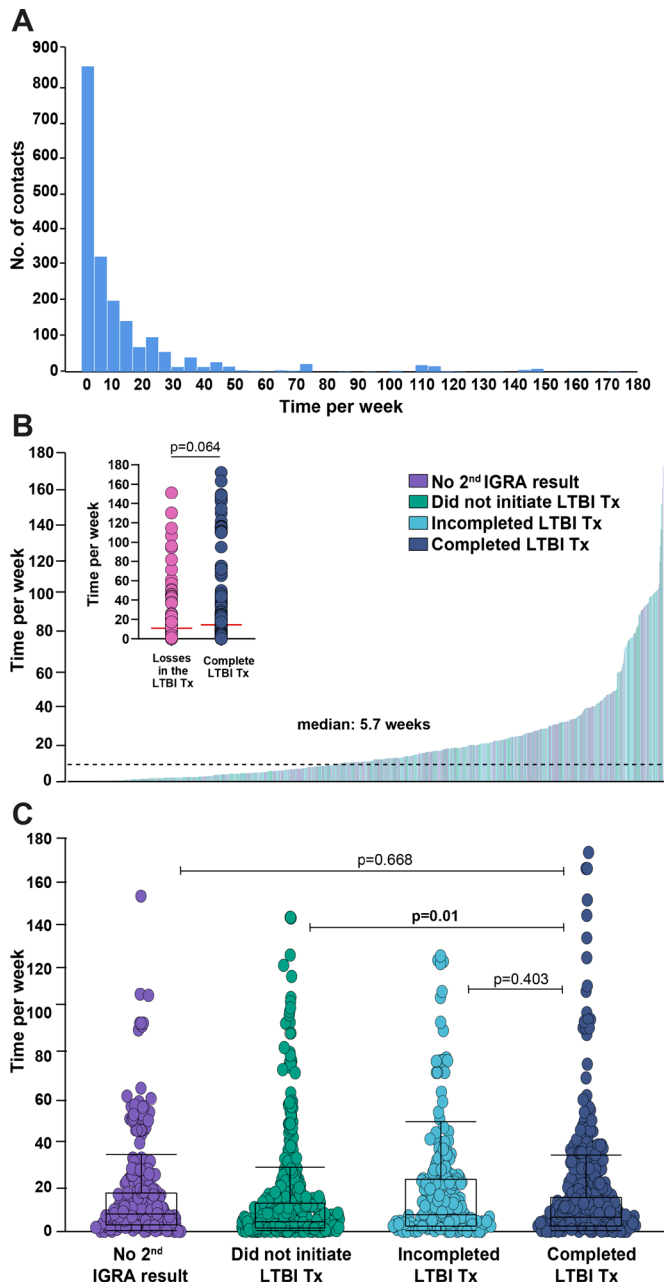 A
900
800
700
600
500
400
300
200
100
0
No. of contacts
0 10 20 30 40 50 60 70 80 90 100 110 120 130 140 150 160 170 180
Time per week
B
180
160
140
120
100
80
60
40
20
0
Time per week
p=0.064
180
160
140
120
100
80
60
40
20
0
Time per week
Losses
in the
LTBI Tx
Complete
LTBI Tx
No 2nd IGRA result
Did not initiate LTBI Tx
Incompleted LTBI Tx
Completed LTBI Tx
median: 5.7 weeks
C
180
160
140
120
100
80
60
40
20
0
Time per week
p=0.668
p=0.01
p=0.403
No 2nd
IGRA result
Did not initiate
LTBI Tx
Incompleted
LTBI Tx
Completed
LTBI Tx